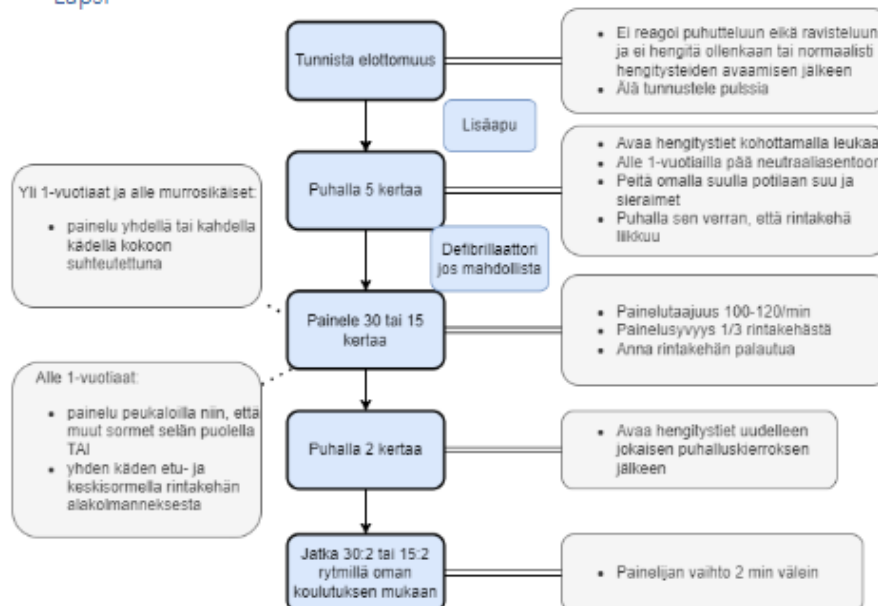 Lapsi
Tunnista elottomuus
• Ei reagoi puhutteluun eikä ravisteluun
ja ei hengitä ollenkaan tai normaalisti
hengitysteiden avaamisen jälkeen
• Älä tunnustele pulssia
Lisäapu
Puhalla 5 kertaa
• Avaa hengitystiet kohottamalla leukaa
• Alle 1-vuotiailla pää neutraaliasentoon
• Peitä omalla suulla potilaan suu ja
sieraimet
• Puhalla sen verran, että rintakehä
liikkuu
Yli 1-vuotiaat ja alle murrosikäiset:
• painelu yhdellä tai kahdella
kädellä kokoon
suhteutettuna
Defibrillaattori
jos mahdollista
Painele 30 tai 15
kertaa
• Painelutaajuus 100-120/min
• Painelusyvyys 1/3 rintakehästä
• Anna rintakehän palautua
Alle 1-vuotiaat:
• painelu peukaloilla niin, että
muut sormet selän puolella
TAI
• yhden käden etu- ja
keskisormella rintakehän
alakolmanneksesta
Puhalla 2 kertaa
• Avaa hengitystiet uudelleen
jokaisen puhalluskierroksen
jälkeen
Jatka 30:2 tai 15:2
rytmillä oman
koulutuksen mukaan
• Painelijan vaihto 2 min välein